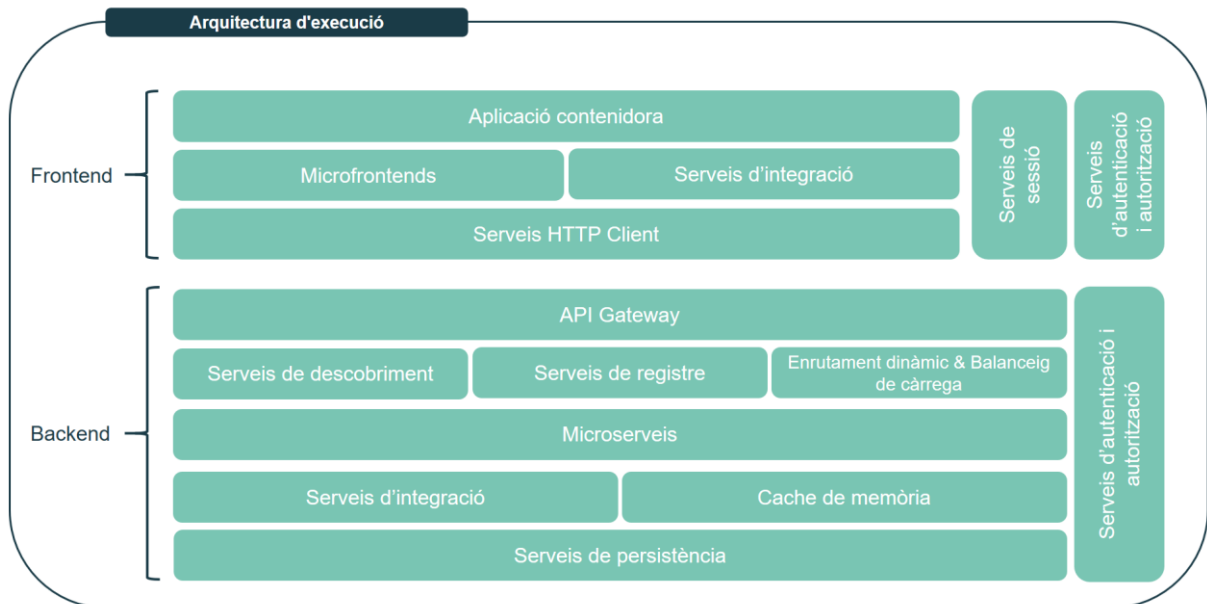 Arquitectura d'execució
Frontend
Aplicació contenidora
Microfrontends
Serveis d’integració
Serveis HTTP Client
Serveis de
sessió
Serveis
d’autenticació
i autorització
Backend
API Gateway
Serveis de descobriment
Serveis de registre
Enrutament dinàmic & Balanceig
de càrrega
Microserveis
Serveis d’integració
Cache de memòria
Serveis de persistència
Serveis d’autenticació i
autorització